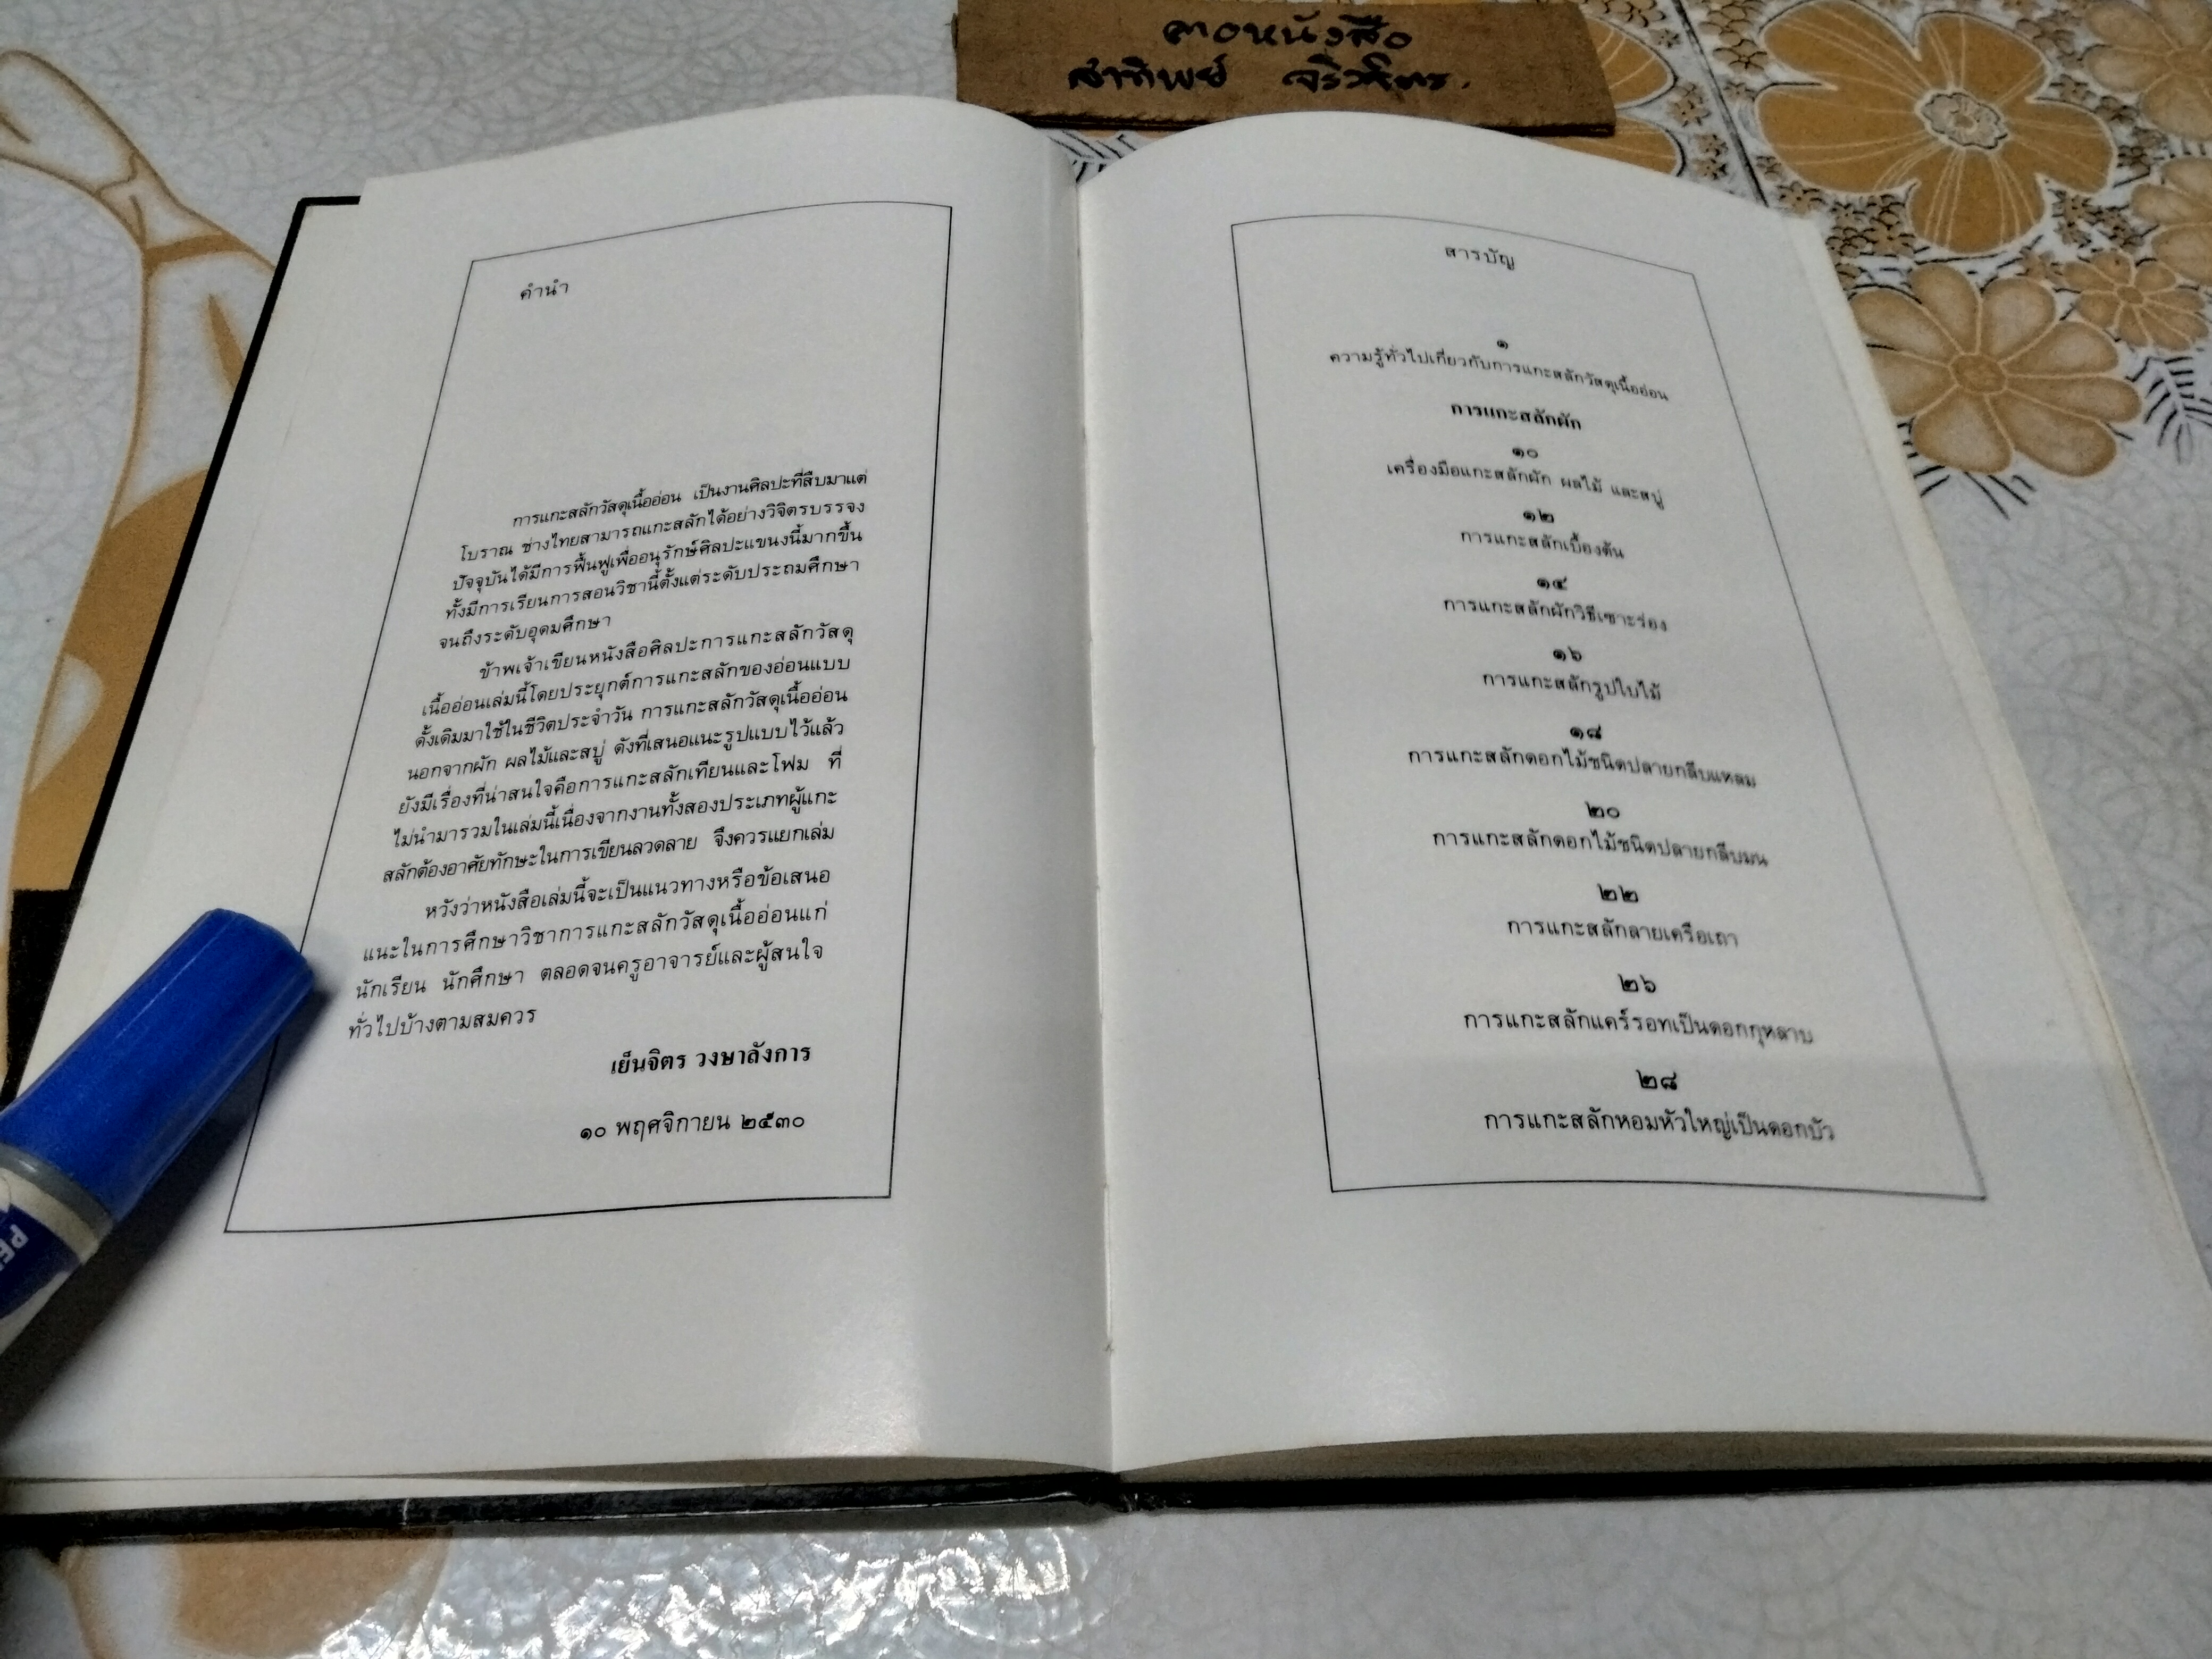 คำนำ
การแกะสลักวัสดุเนื้ออ่อน เป็นงานศิลปะที่สืบมาแต่
โบราณ ช่างไทยสามารถแกะสลักได้อย่างวิจิตรบรรจง
ปัจจุบันได้มีการฟื้นฟูเพื่ออนุรักษ์ศิลปะแขนงนี้มากขึ้น
ทั้งมีการเรียนการสอนวิชานี้ตั้งแต่ระดับประถมศึกษา
จนถึงระดับอุดมศึกษา
ข้าพเจ้าเขียนหนังสือศิลปะการแกะสลักวัสดุ
เนื้ออ่อนเล่มนี้โดยประยุกต์การแกะสลักของอ่อนแบบ
ดั้งเดิมมาใช้ในชีวิตประจำวัน การแกะสลักวัสดุเนื้ออ่อน
นอกจากผัก ผลไม้และสบู่ ดังที่เสนอแนะรูปแบบไว้แล้ว
ยังมีเรื่องที่น่าสนใจคือการแกะสลักเทียนและโฟม ที่
ไม่นำมารวมในเล่มนี้เนื่องจากงานทั้งสองประเภทผู้แกะ
สลักต้องอาศัยทักษะในการเขียนลวดลาย จึงควรแยกเล่ม
หวังว่าหนังสือเล่มนี้จะเป็นแนวทางหรือข้อเสนอ
แนะในการศึกษาวิชาการแกะสลักวัสดุเนื้ออ่อนแก่
นักเรียน นักศึกษา ตลอดจนครูอาจารย์และผู้สนใจ
ทั่วไปบ้างตามสมควร
เย็นจิตร วงษาลังการ
๑๐ พฤศจิกายน ๒๕๓๐
สารบัญ
๑
ความรู้ทั่วไปเกี่ยวกับการแกะสลักวัสดุเนื้ออ่อน
การแกะสลักผัก
๑๐
เครื่องมือแกะสลักผัก ผลไม้ และสบู่
๑๒
การแกะสลักเบื้องต้น
๑๔
การแกะสลักผักวิธีเซาะร่อง
๑๖
การแกะสลักรูปใบไม้
๑๘
การแกะสลักดอกไม้ชนิดปลายกลีบแหลม
๒๐
การแกะสลักดอกไม้ชนิดปลายกลีบมน
๒๒
การแกะสลักลายเครือเถา
๒๖
การแกะสลักแคร์รอทเป็นดอกกุหลาบ
๒๘
การแกะสลักหอมหัวใหญ่เป็นดอกบัว
PE